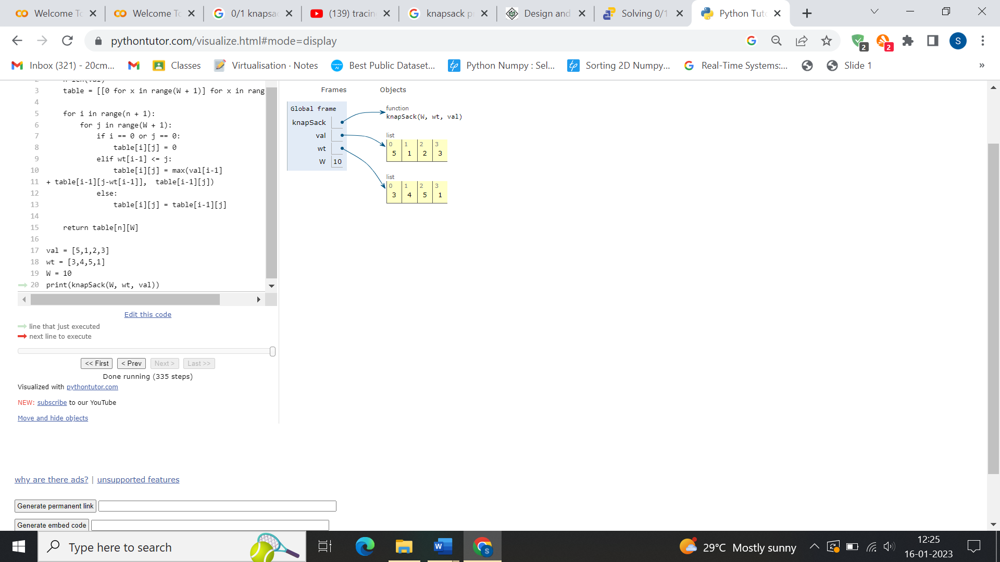 Welcome To
Welcome To
0/1 knapsac
(139) tracin
knapsack p
Design and
Solving 0/1
Python Tuto
pythontutor.com/visualize.html#mode=display
2
2
S
Inbox (321) - 20cm...
Classes
Virtualisation · Notes
Best Public Dataset...
Python Numpy : Sel...
Sorting 2D Numpy...
Real-Time Systems:...
Slide 1
»
3 table = [[0 for x in range(W + 1)] for x in rang
4
5 for i in range(n + 1):
6 for j in range(W + 1):
7 if i == 0 or j == 0:
8 table[i][j] = 0
9 elif wt[i-1] <= j:
10 table[i][j] = max(val[i-1]
11 + table[i-1][j-wt[i-1]],  table[i-1][j])
12 else:
13 table[i][j] = table[i-1][j]
14
15 return table[n][W]
16
17 val = [5,1,2,3]
18 wt = [3,4,5,1]
19 W = 10
20 print(knapSack(W, wt, val))
Edit this code
line that just executed
next line to execute
<< First < Prev Next > Last >>
Done running (335 steps)
Visualized with pythontutor.com
NEW: subscribe to our YouTube
Move and hide objects
Frames Objects
Global frame
knapSack
val
wt
W 10
function
knapSack(W, wt, val)
list
0 1 2 3
5 1 2 3
list
0 1 2 3
3 4 5 1
why are there ads? | unsupported features
Generate permanent link
Generate embed code
Type here to search
29°C Mostly sunny
12:25
16-01-2023